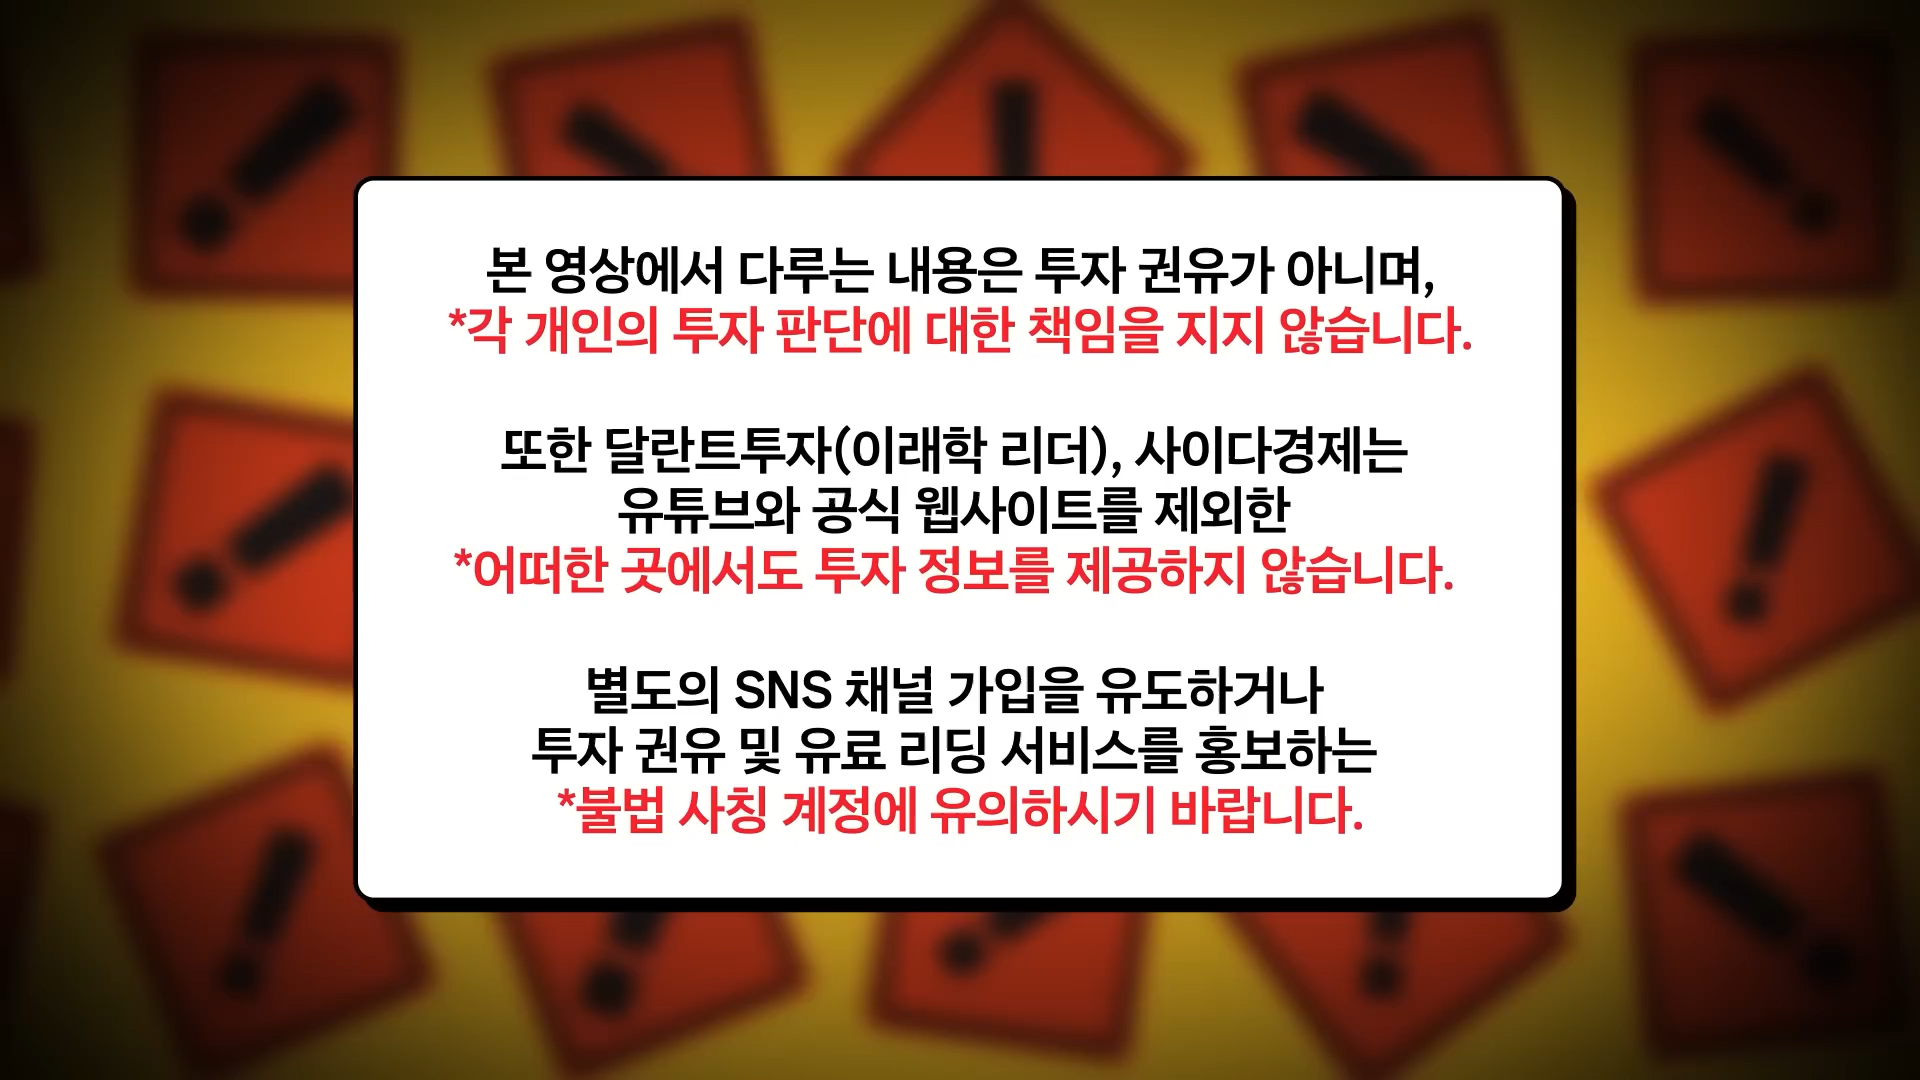 본 영상에서 다루는 내용은 투자 권유가 아니며,
*각 개인의 투자 판단에 대한 책임을 지지 않습니다.
또한 달란트투자(이래학 리더), 사이다경제는
유튜브와 공식 웹사이트를 제외한
*어떠한 곳에서도 투자 정보를 제공하지 않습니다.
별도의 SNS 채널 가입을 유도하거나
투자 권유 및 유료 리딩 서비스를 홍보하는
*불법 사칭 계정에 유의하시기 바랍니다.